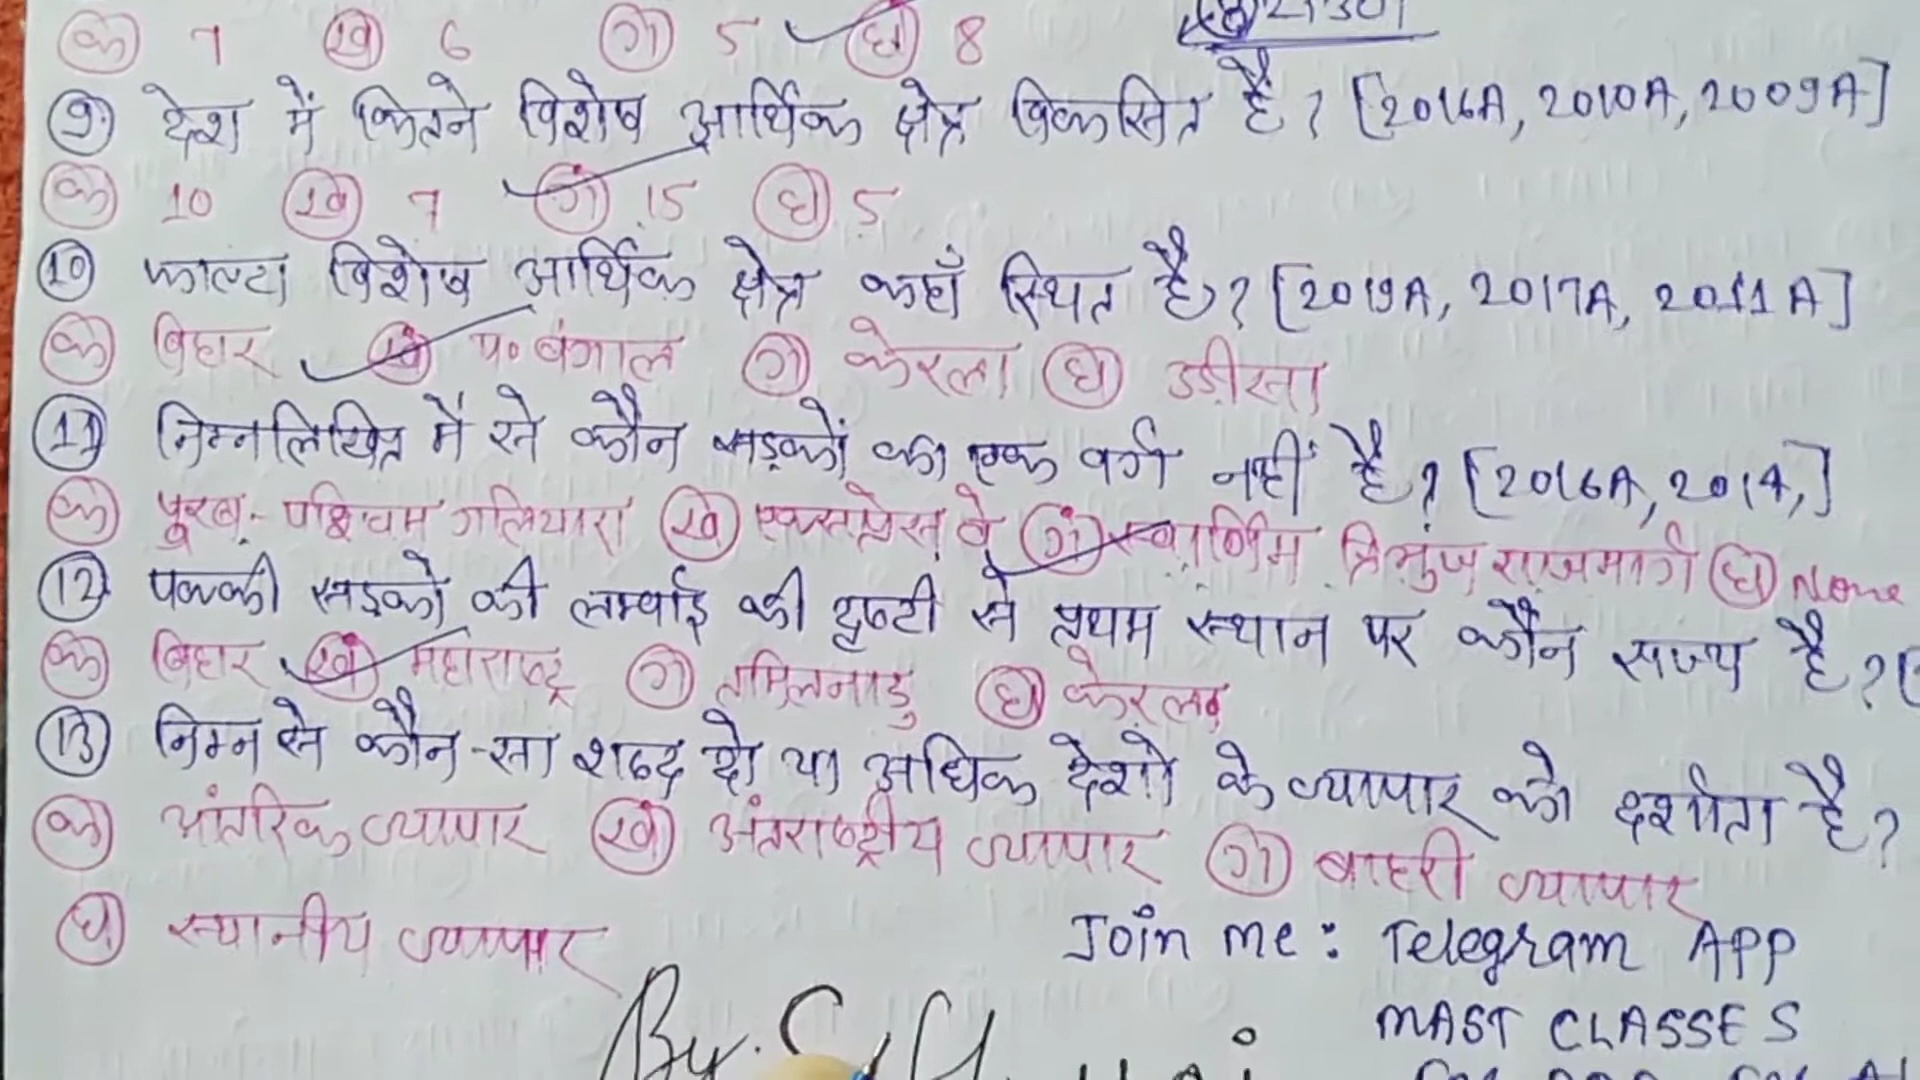 क 7 ख 6 ग 5 घ 8
9 देश में कितने विशेष आर्थिक क्षेत्र विकसित हैं? [2016A, 2010A, 2009A]
क 10 ख 7 ग 15 घ 5
10 फाल्टा विशेष आर्थिक क्षेत्र कहाँ स्थित है? [2019A, 2017A, 2011A]
क बिहार ख प० बंगाल ग केरला घ उड़ीसा
11 निम्नलिखित में से कौन सड़कों का एक वर्ग नहीं है? [2016A, 2014,]
क पुरब-पश्चिम गलियारा ख एक्सप्रेस वे ग स्वर्णिम त्रिभुज राजमार्ग घ None
12 पक्की सड़कों की लम्बाई की दृष्टी से प्रथम स्थान पर कौन राज्य है?
क बिहार ख महाराष्ट्र ग तमिलनाडु घ केरल
13 निम्न से कौन-सा शब्द दो या अधिक देशों के व्यापार को दर्शाता है?
क आंतरिक व्यापार ख अंतराष्ट्रीय व्यापार ग बाहरी व्यापार
घ स्थानीय व्यापार
Join me: Telegram APP
MAST CLASSES
By.